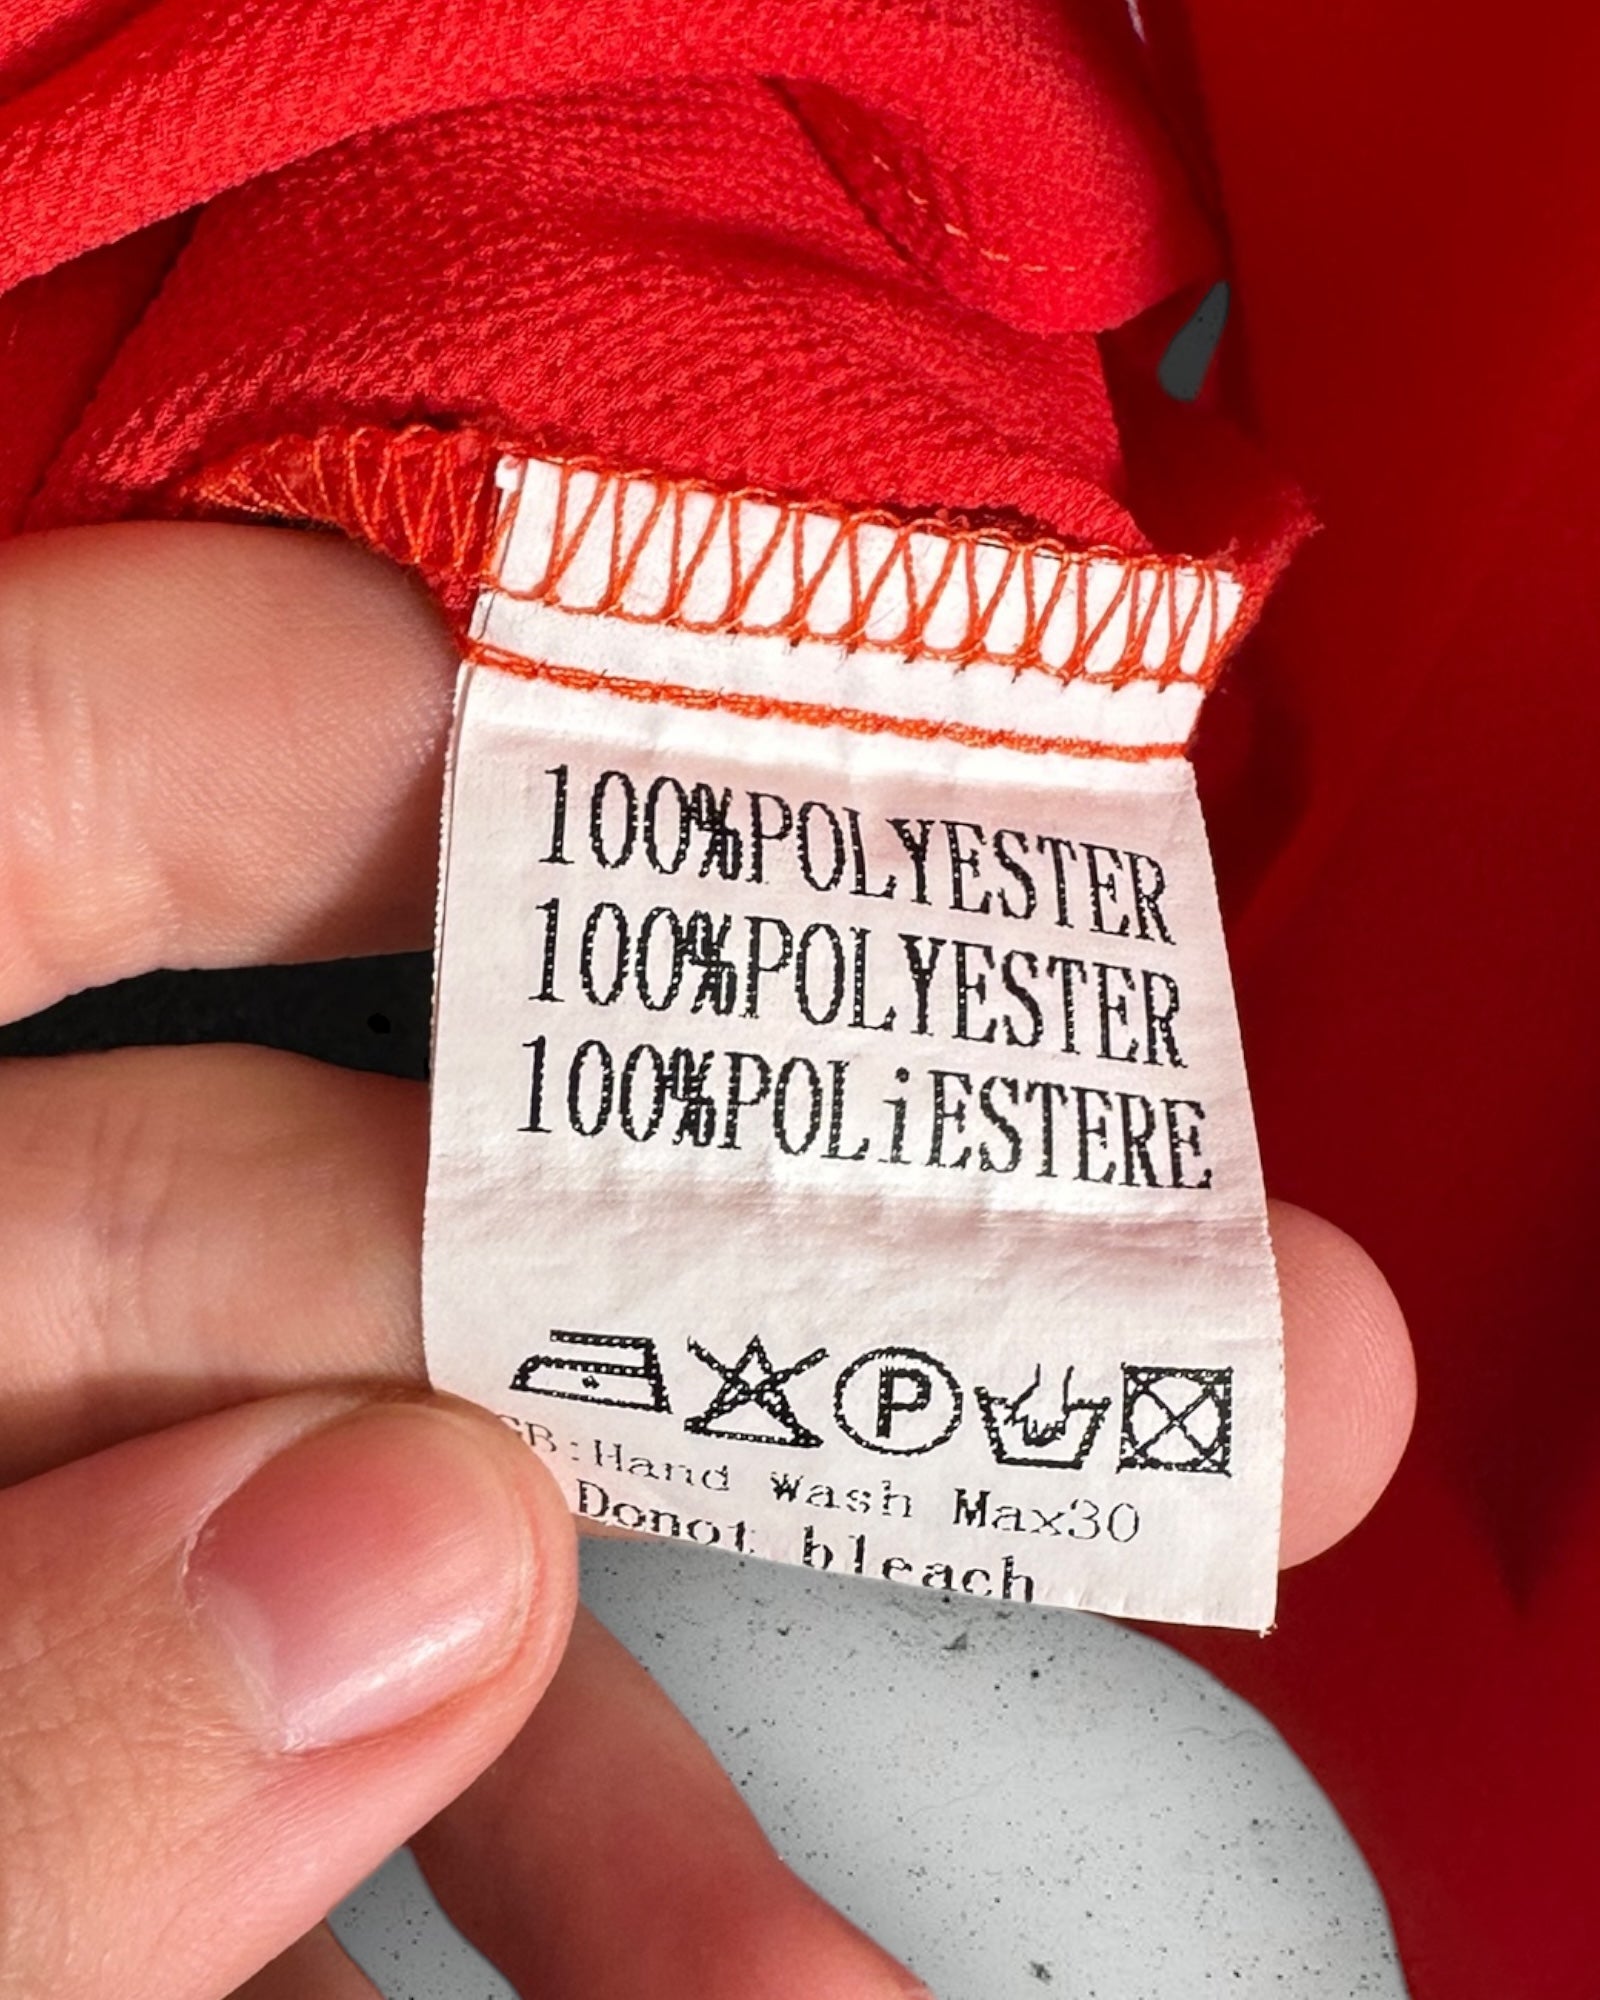 100%POLYESTER
100%POLYESTER
100%POLiESTERE
P
GB:Hand wash Max30
Donot bleach